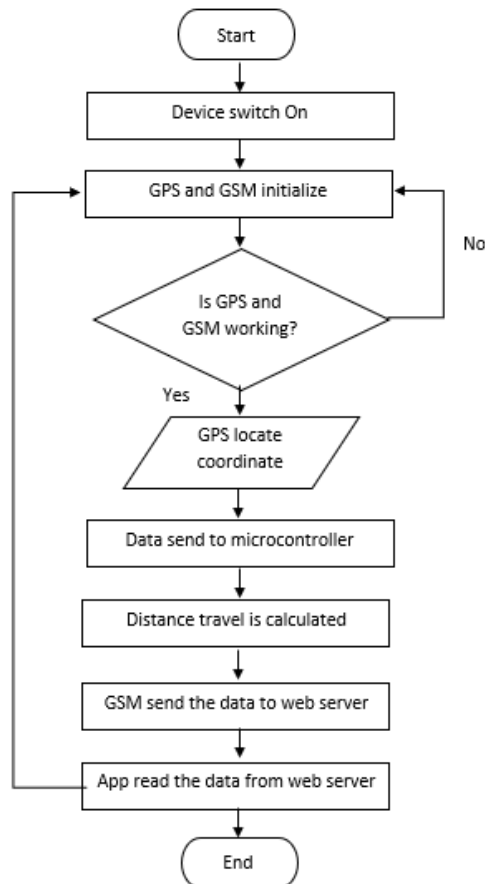 Start
Device switch On
GPS and GSM initialize
No
Is GPS and
GSM working?
Yes
GPS locate
coordinate
Data send to microcontroller
Distance travel is calculated
GSM send the data to web server
App read the data from web server
End